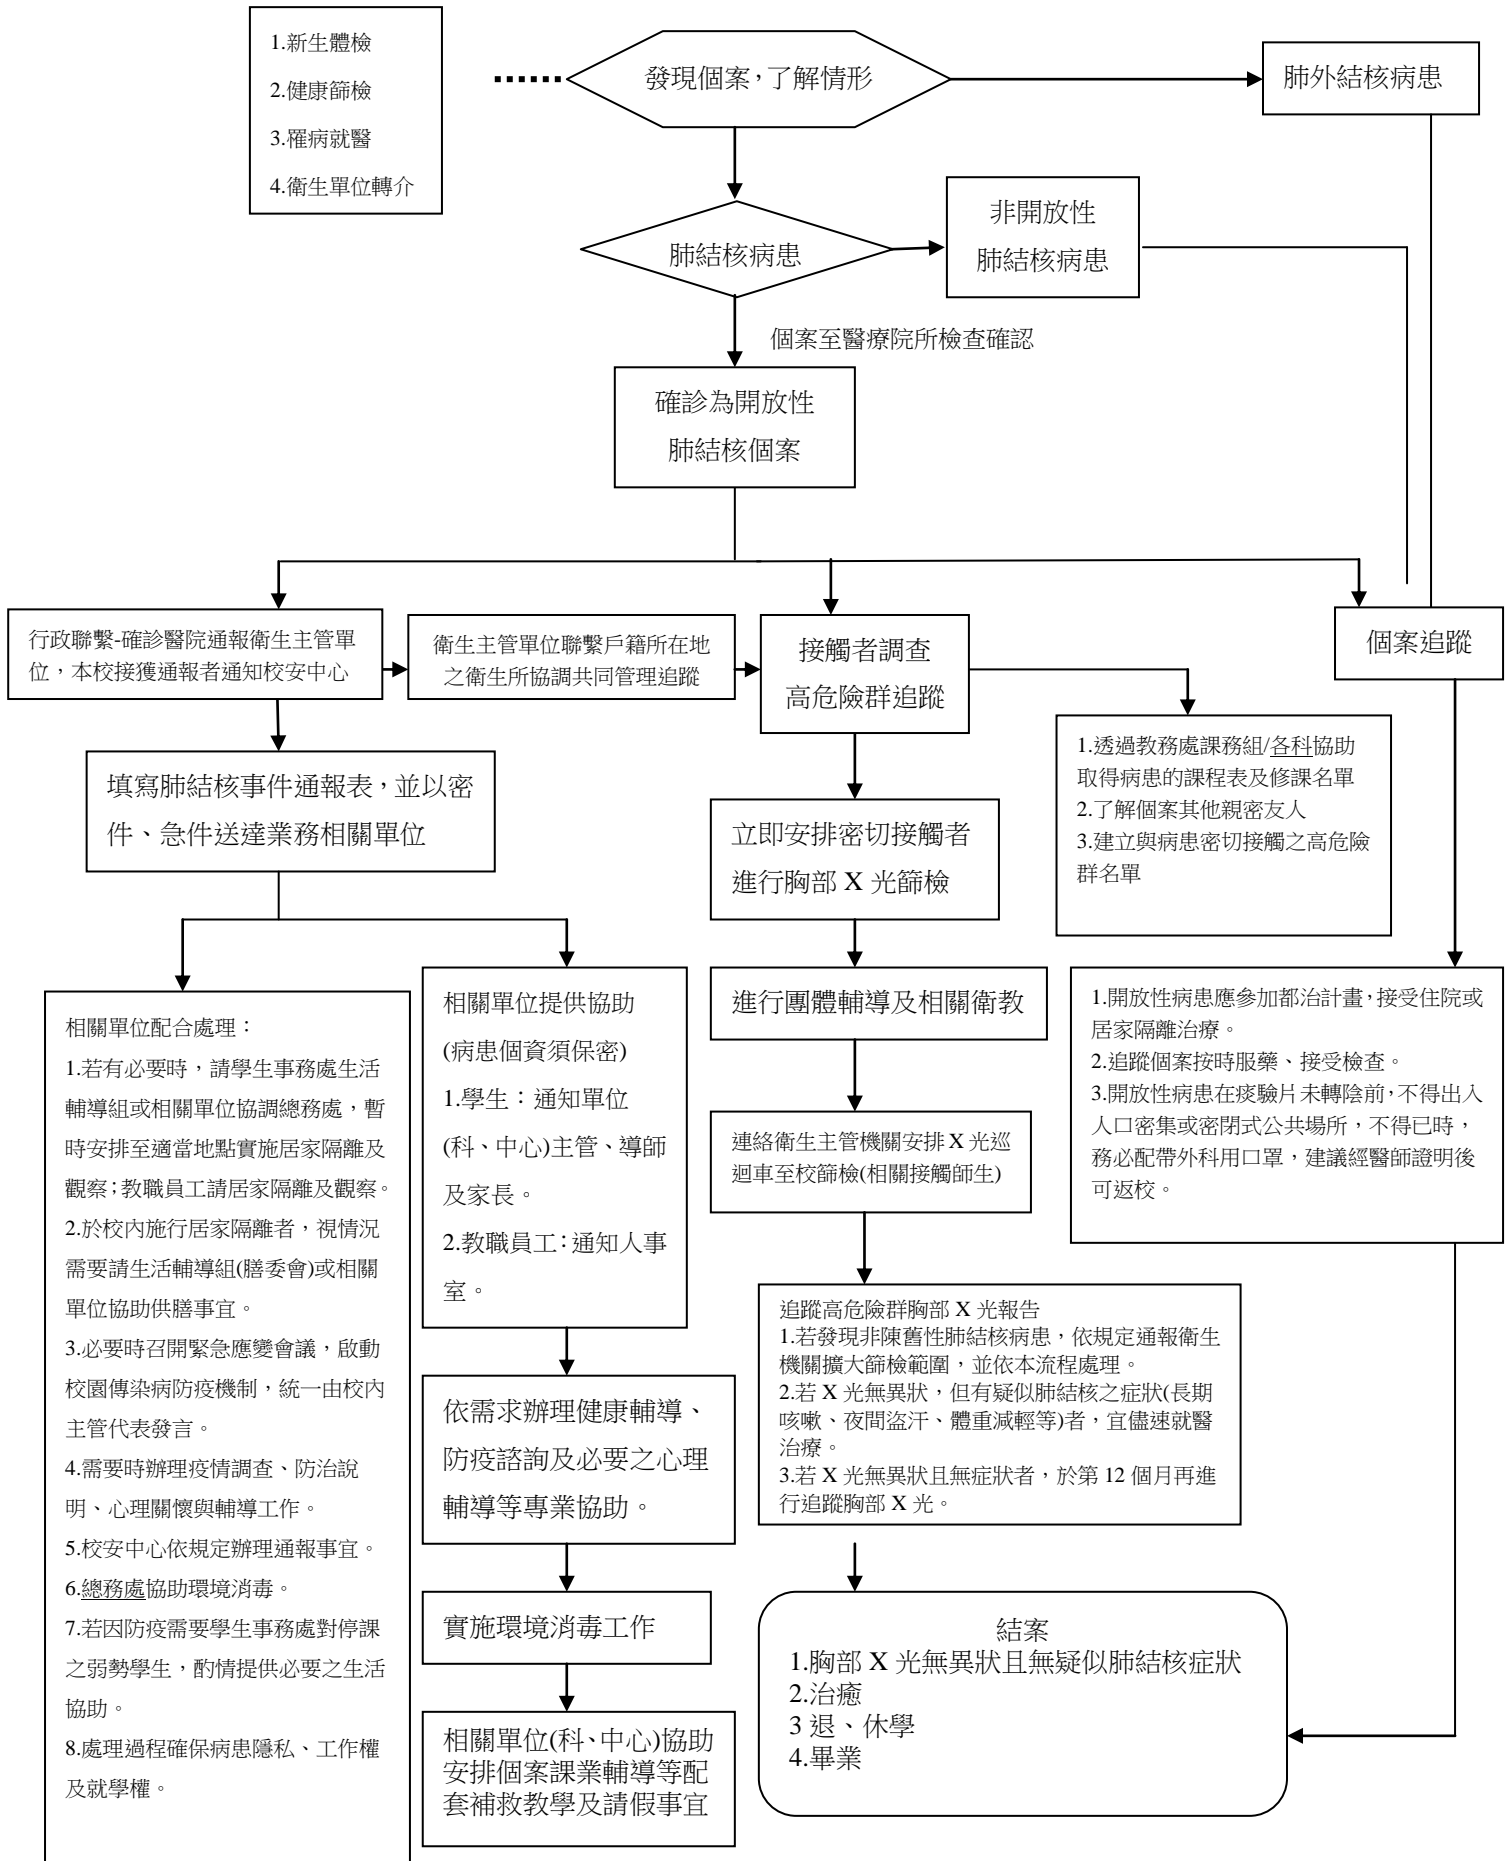 1.新生體檢
2.健康篩檢
3.罹病就醫
4.衛生單位轉介
發現個案，了解情形
肺外結核病患
肺結核病患
非開放性
肺結核病患
個案至醫療院所檢查確認
確診為開放性
肺結核個案
行政聯繫-確診醫院通報衛生主管單
位，本校接獲通報者通知校安中心
衛生主管單位聯繫戶籍所在地
之衛生所協調共同管理追蹤
接觸者調查
高危險群追蹤
個案追蹤
1.透過教務處課務組/各科協助
取得病患的課程表及修課名單
2.了解個案其他親密友人
3.建立與病患密切接觸之高危險
群名單
填寫肺結核事件通報表，並以密
件、急件送達業務相關單位
立即安排密切接觸者
進行胸部 X 光篩檢
相關單位配合處理：
1.若有必要時，請學生事務處生活
輔導組或相關單位協調總務處，暫
時安排至適當地點實施居家隔離及
觀察；教職員工請居家隔離及觀察。
2.於校內施行居家隔離者，視情況
需要請生活輔導組(膳委會)或相關
單位協助供膳事宜。
3.必要時召開緊急應變會議，啟動
校園傳染病防疫機制，統一由校內
主管代表發言。
4.需要時辦理疫情調查、防治說
明、心理關懷與輔導工作。
5.校安中心依規定辦理通報事宜。
6.總務處協助環境消毒。
7.若因防疫需要學生事務處對停課
之弱勢學生，酌情提供必要之生活
協助。
8.處理過程確保病患隱私、工作權
及就學權。
相關單位提供協助
(病患個資須保密)
1.學生：通知單位
(科、中心)主管、導師
及家長。
2.教職員工：通知人事
室。
依需求辦理健康輔導、
防疫諮詢及必要之心理
輔導等專業協助。
實施環境消毒工作
相關單位(科、中心)協助
安排個案課業輔導等配
套補救教學及請假事宜
進行團體輔導及相關衛教
連絡衛生主管機關安排 X 光巡
迴車至校篩檢(相關接觸師生)
追蹤高危險群胸部 X 光報告
1.若發現非陳舊性肺結核病患，依規定通報衛生
機關擴大篩檢範圍，並依本流程處理。
2.若 X 光無異狀，但有疑似肺結核之症狀(長期
咳嗽、夜間盜汗、體重減輕等)者，宜儘速就醫
治療。
3.若 X 光無異狀且無症狀者，於第 12 個月再進
行追蹤胸部 X 光。
1.開放性病患應參加都治計畫，接受住院或
居家隔離治療。
2.追蹤個案按時服藥、接受檢查。
3.開放性病患在痰驗片未轉陰前，不得出入
人口密集或密閉式公共場所，不得已時，
務必配帶外科用口罩，建議經醫師證明後
可返校。
結案
1.胸部 X 光無異狀且無疑似肺結核症狀
2.治癒
3 退、休學
4.畢業